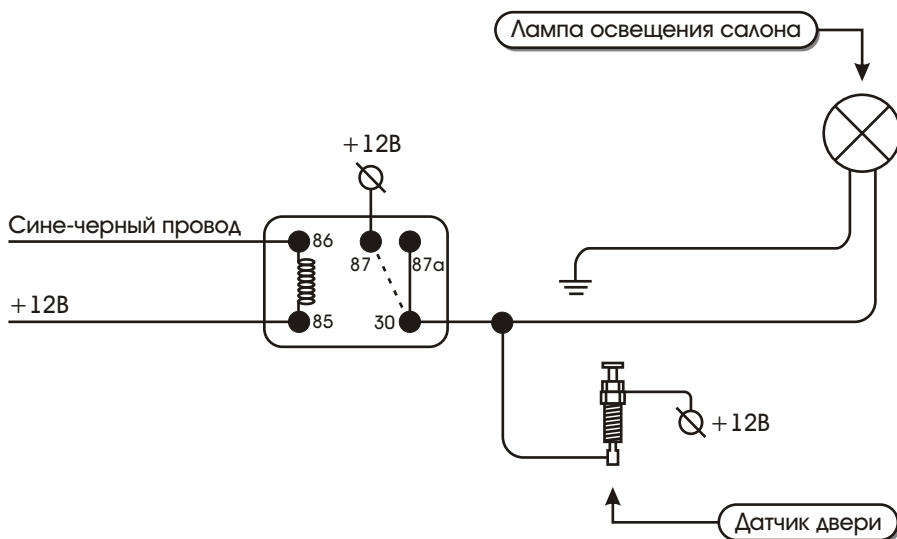 Лампа освещения салона
+12В
Сине-черный провод
86
87
87а
+12В
85
30
+12В
Датчик двери